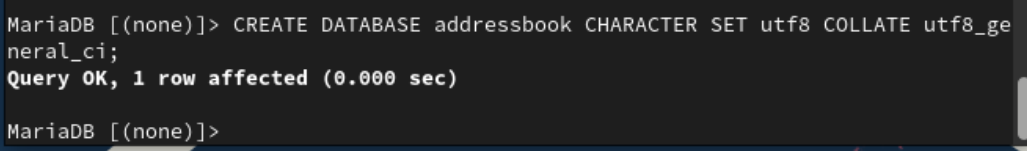 MariaDB [(none)]> CREATE DATABASE addressbook CHARACTER SET utf8 COLLATE utf8_ge
neral_ci;
Query OK, 1 row affected (0.000 sec)
MariaDB [(none)]>